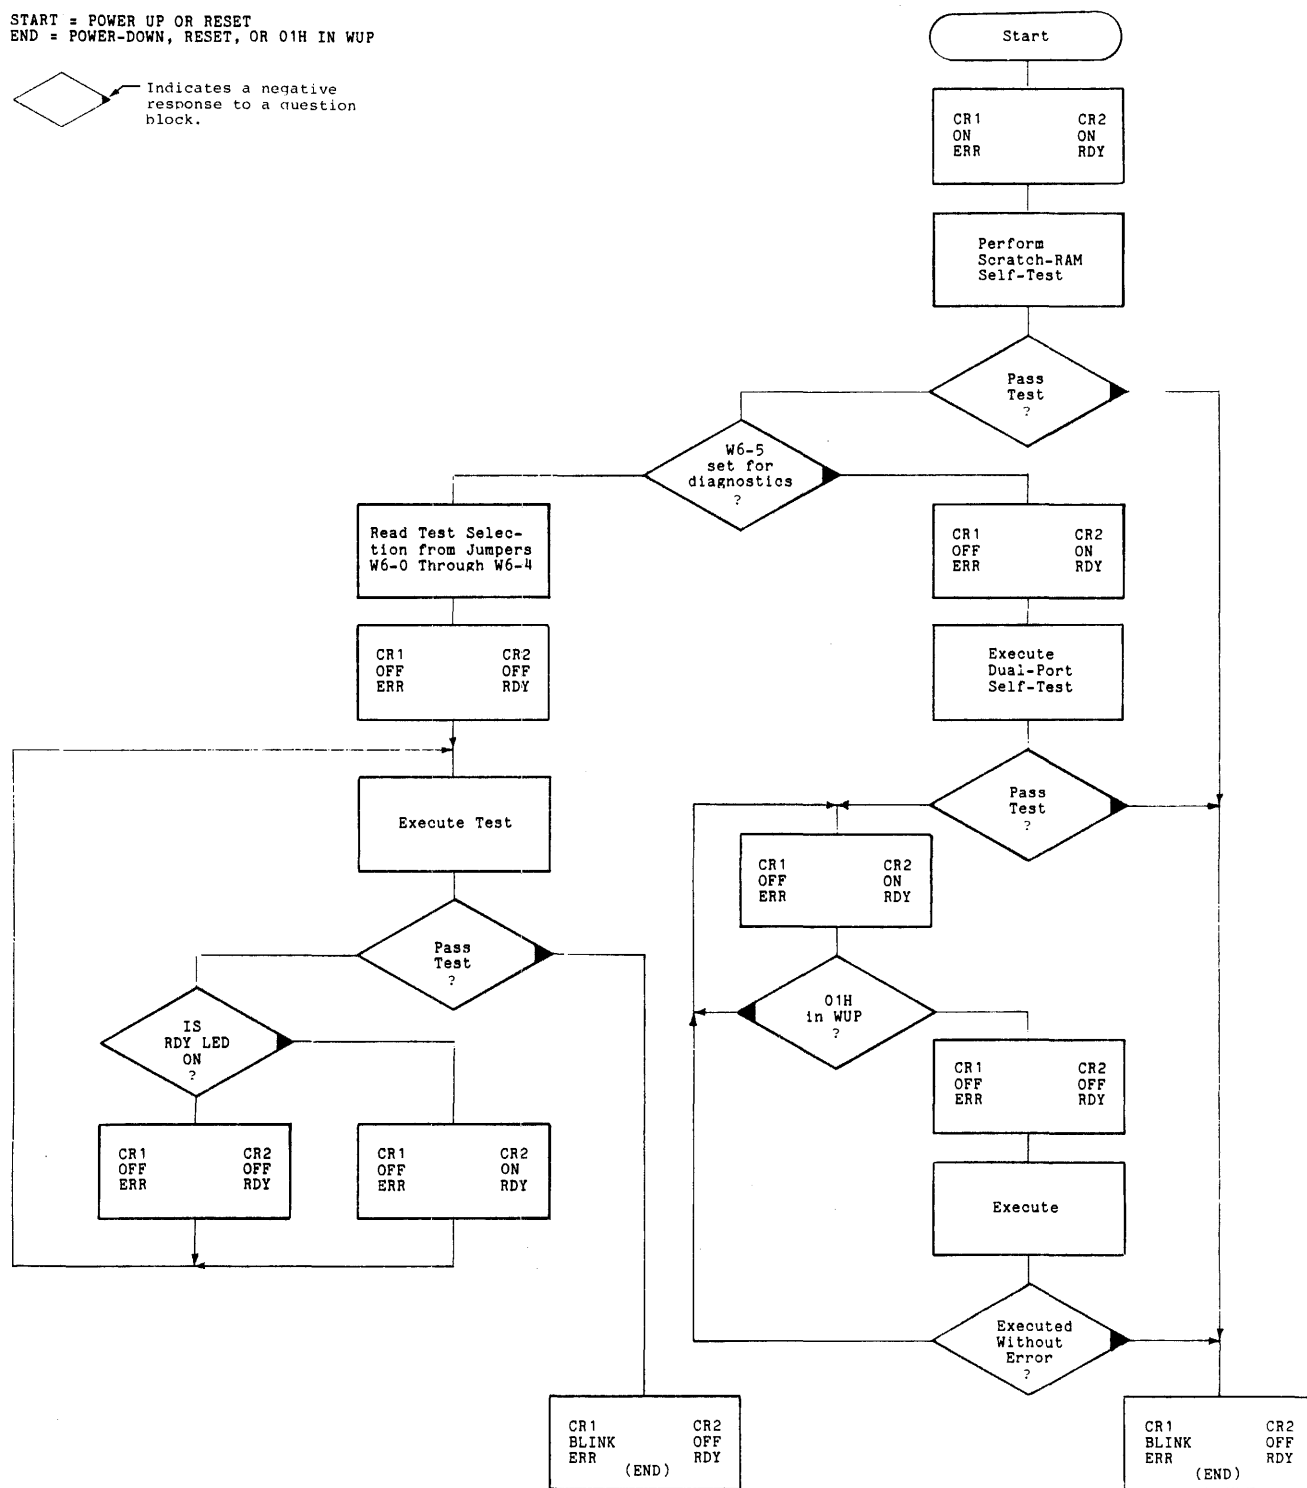 START = POWER UP OR RESET
END = POWER-DOWN, RESET, OR 01H IN WUP
Indicates a negative
response to a question
block.
Start
CR1 CR2
ON ON
ERR RDY
Perform
Scratch-RAM
Self-Test
Pass
Test
?
W6-5
set for
diagnostics
?
Read Test Selec-
tion from Jumpers
W6-0 Through W6-4
CR1 CR2
OFF ON
ERR RDY
CR1 CR2
OFF OFF
ERR RDY
Execute
Dual-Port
Self-Test
Execute Test
Pass
Test
?
CR1 CR2
OFF ON
ERR RDY
Pass
Test
?
01H
in WUP
?
IS
RDY LED
ON
?
CR1 CR2
OFF OFF
ERR RDY
CR1 CR2
OFF OFF
ERR RDY
CR1 CR2
OFF ON
ERR RDY
Execute
Executed
Without
Error
?
CR1 CR2
BLINK OFF
ERR RDY
(END)
CR1 CR2
BLINK OFF
ERR RDY
(END)